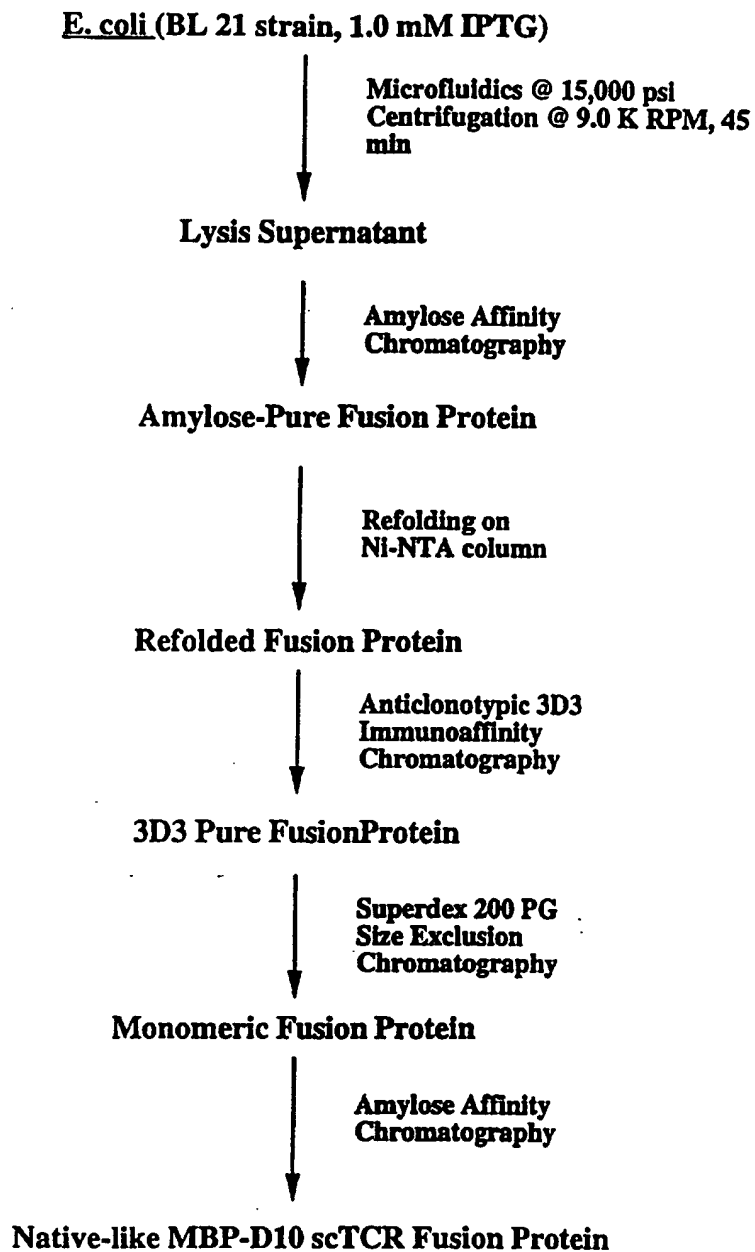 E. coli (BL 21 strain, 1.0 mM IPTG)
Microfluidics @ 15,000 psi
Centrifugation @ 9.0 K RPM, 45
min
Lysis Supernatant
Amylose Affinity
Chromatography
Amylose-Pure Fusion Protein
Refolding on
Ni-NTA column
Refolded Fusion Protein
Anticlonotypic 3D3
Immunoaffinity
Chromatography
3D3 Pure FusionProtein
Superdex 200 PG
Size Exclusion
Chromatography
Monomeric Fusion Protein
Amylose Affinity
Chromatography
Native-like MBP-D10 scTCR Fusion Protein